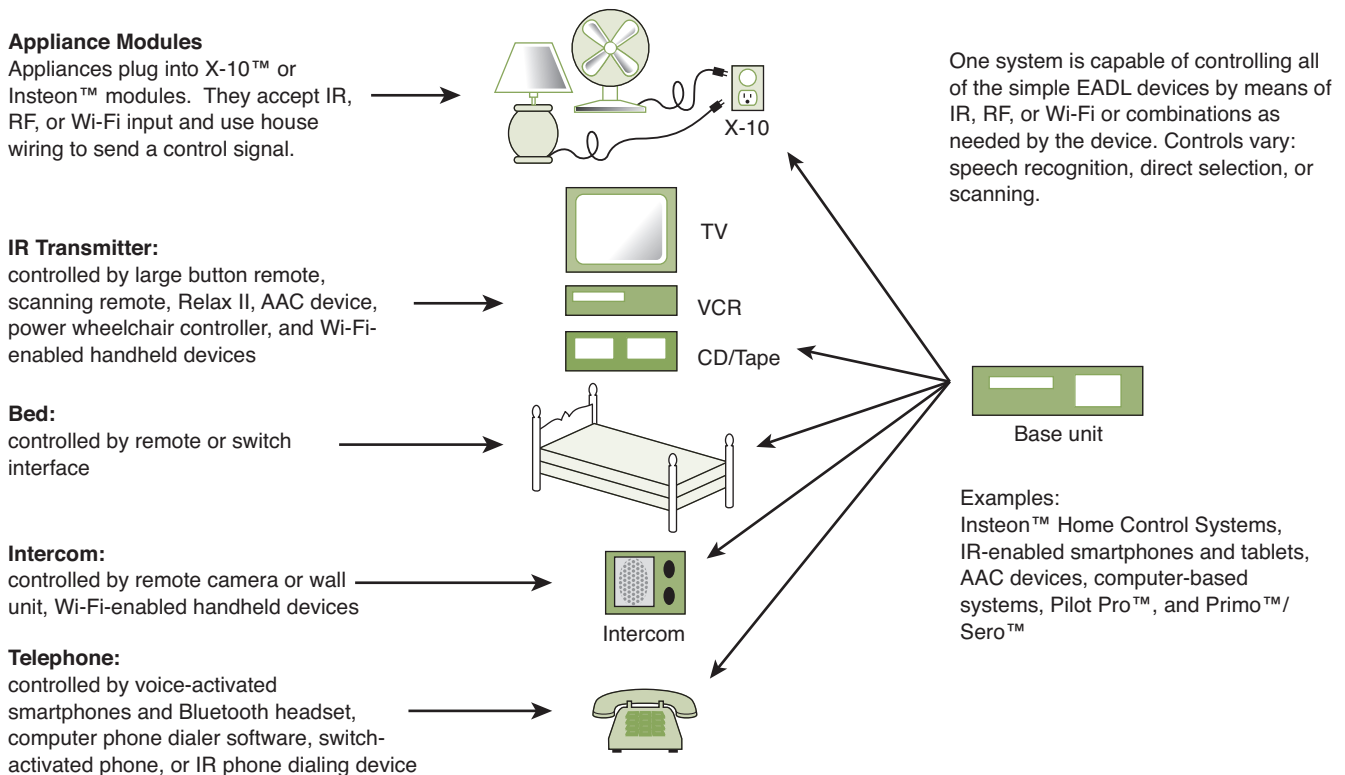 Appliance Modules
Appliances plug into X-10™ or
Insteon™ modules.  They accept IR,
RF, or Wi-Fi input and use house
wiring to send a control signal.
X-10
One system is capable of controlling all
of the simple EADL devices by means of
IR, RF, or Wi-Fi or combinations as
needed by the device. Controls vary:
speech recognition, direct selection, or
scanning.
IR Transmitter:
controlled by large button remote,
scanning remote, Relax II, AAC device,
power wheelchair controller, and Wi-Fi-
enabled handheld devices
TV
VCR
CD/Tape
Bed:
controlled by remote or switch
interface
Base unit
Examples:
Insteon™ Home Control Systems,
IR-enabled smartphones and tablets,
AAC devices, computer-based
systems, Pilot Pro™, and Primo™/
Sero™
Intercom:
controlled by remote camera or wall
unit, Wi-Fi-enabled handheld devices
Intercom
Telephone:
controlled by voice-activated
smartphones and Bluetooth headset,
computer phone dialer software, switch-
activated phone, or IR phone dialing device